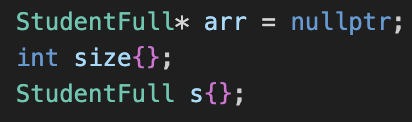 StudentFull* arr = nullptr;
int size{};
StudentFull s{};